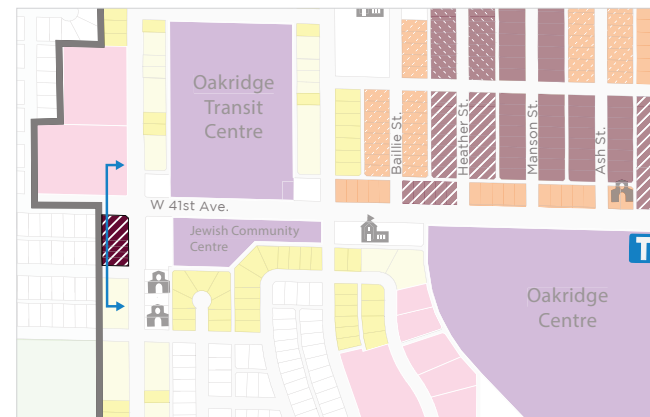 Oakridge
Transit
Centre
Baillie St.
Heather St.
Manson St.
Ash St.
W 41st Ave.
Jewish Community
Centre
T
Oakridge
Centre